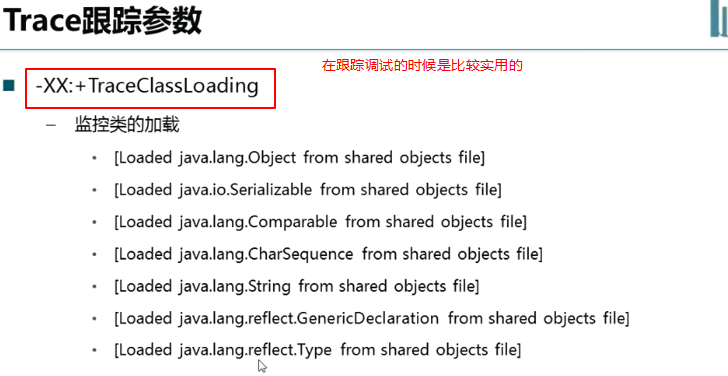 Trace跟踪参数
在跟踪调试的时候是比较实用的
-XX:+TraceClassLoading
– 监控类的加载
• [Loaded java.lang.Object from shared objects file]
• [Loaded java.io.Serializable from shared objects file]
• [Loaded java.lang.Comparable from shared objects file]
• [Loaded java.lang.CharSequence from shared objects file]
• [Loaded java.lang.String from shared objects file]
• [Loaded java.lang.reflect.GenericDeclaration from shared objects file]
• [Loaded java.lang.reflect.Type from shared objects file]